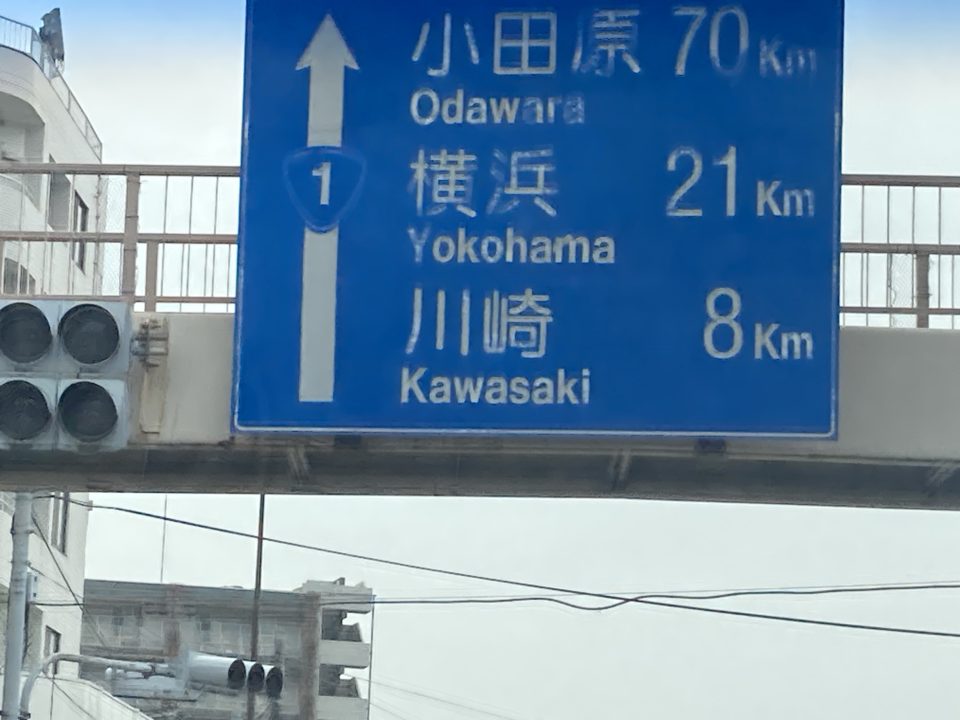 小田原 70 Km
Odawara
1
横浜 21 Km
Yokohama
川崎 8 Km
Kawasaki